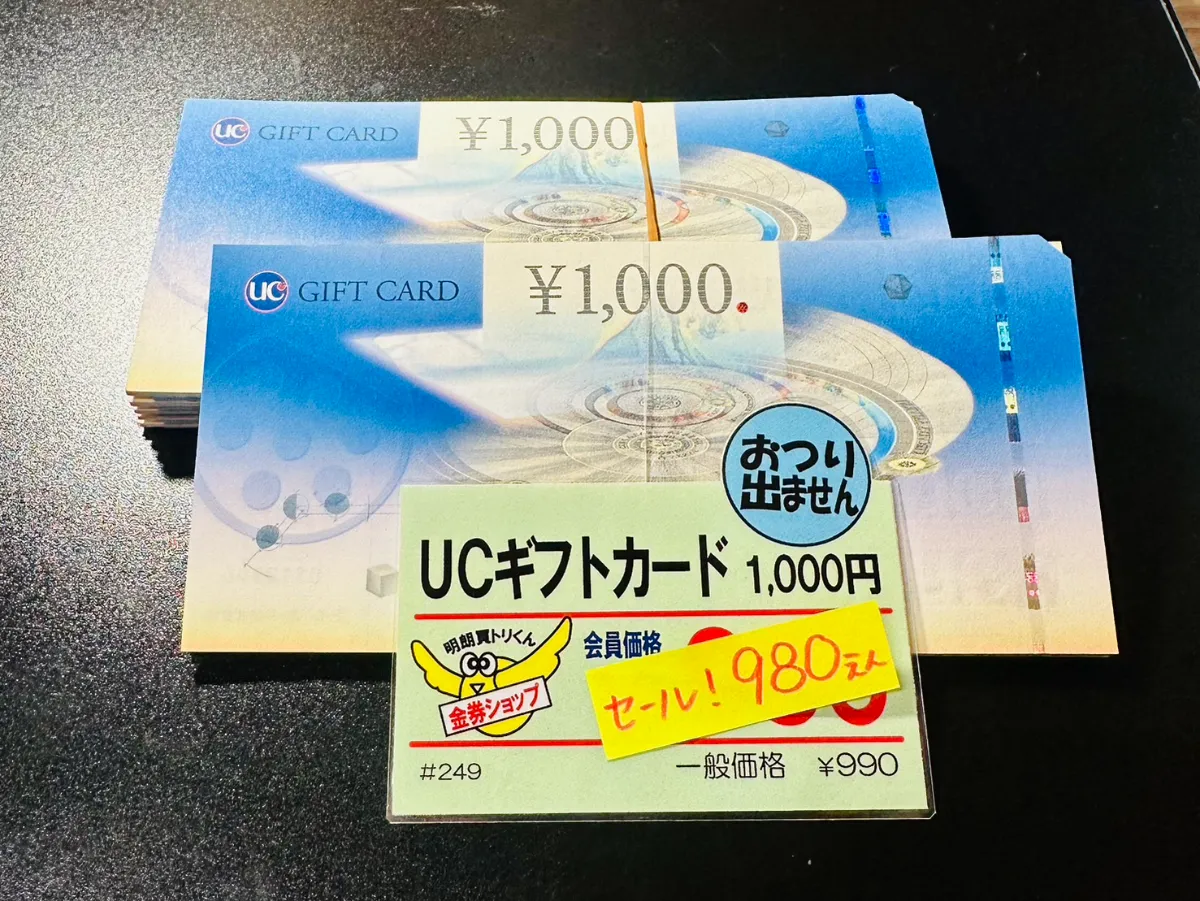 UC GIFT CARD ¥1,000
UC GIFT CARD ¥1,000
おつり
出ません
UCギフトカード 1,000円
明朗買トリくん
金券ショップ
会員価格
セール! 980えん
#249
一般価格 ¥990